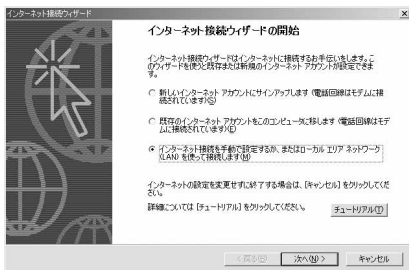 インターネット接続ウィザード
インターネット接続ウィザードの開始
インターネット接続ウィザードはインターネットに接続するお手伝いをします。こ
のウィザードを使うと既存または新規のインターネット アカウントが設定できま
す。
新しいインターネット アカウントにサインアップします (電話回線はモデムに接
続されています)(S)
既存のインターネット アカウントをこのコンピュータに移します (電話回線はモデ
ムに接続されています)(E)
インターネット接続を手動で設定するか、またはローカル エリア ネットワーク
(LAN) を使って接続します(M)
インターネットの設定を変更せずに終了する場合は、[キャンセル] をクリックしてくだ
さい。
詳細については [チュートリアル] をクリックしてください。
チュートリアル(T)
< 戻る(B) 次へ(N) > キャンセル